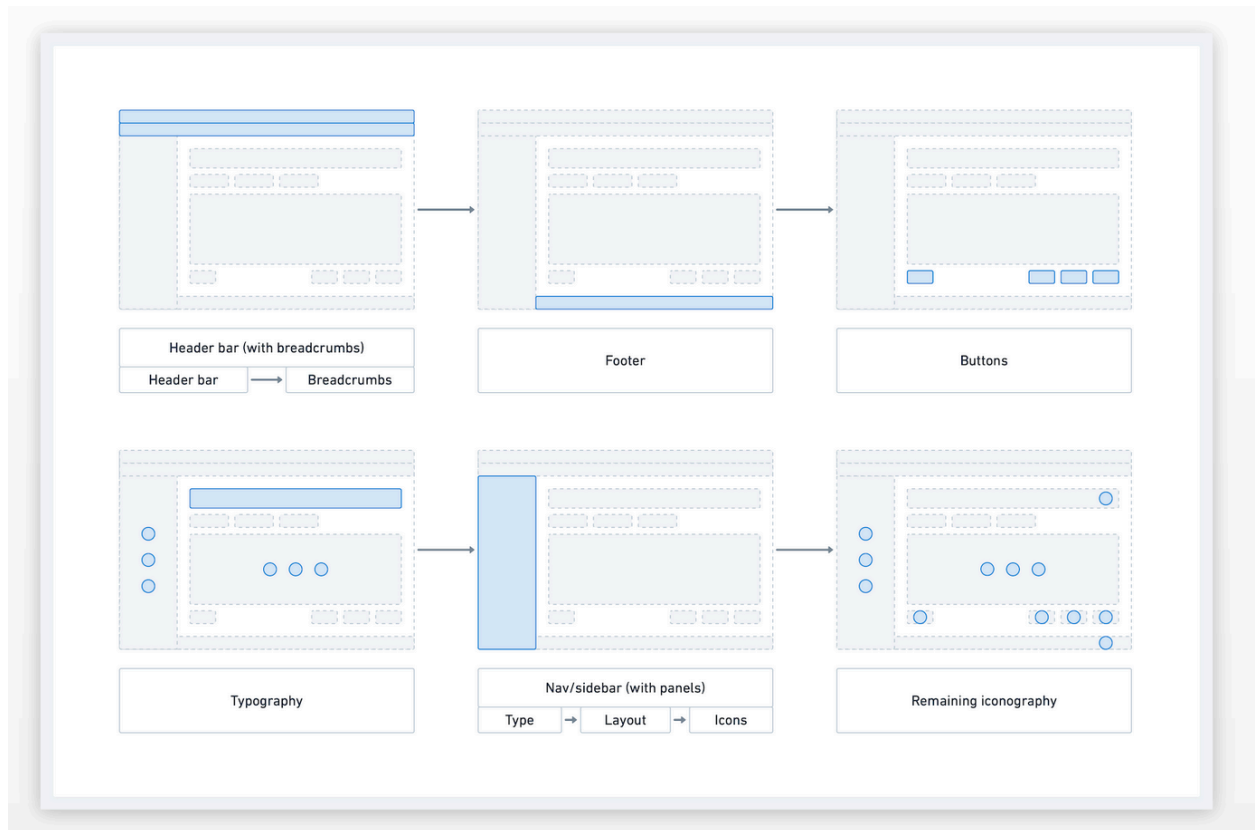 Header bar (with breadcrumbs)
Header bar
Breadcrumbs
Footer
Buttons
Typography
Nav/sidebar (with panels)
Type
Layout
Icons
Remaining iconography